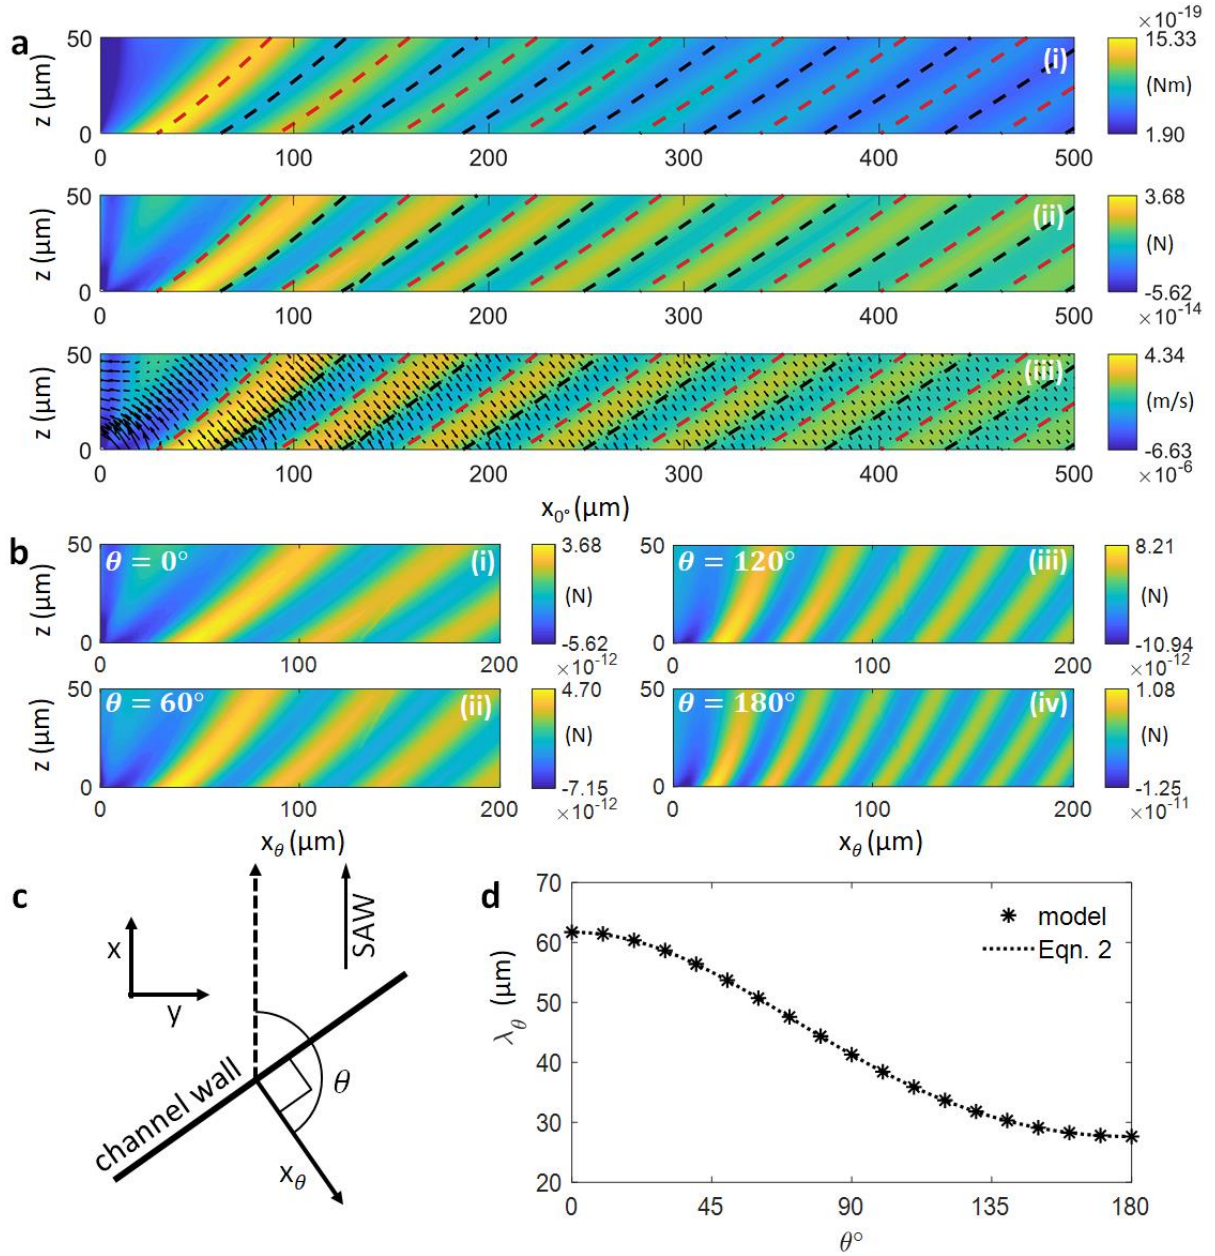 a
×10⁻¹⁹
z (μm)
50
0
(i)
15.33
(Nm)
1.90
0 100 200 300 400 500
z (μm)
50
0
(ii)
3.68
(N)
-5.62
×10⁻¹⁴
0 100 200 300 400 500
z (μm)
50
0
(iii)
4.34
(m/s)
-6.63
×10⁻⁶
0 100 200 300 400 500
x₀° (μm)
b
z (μm)
50
0
θ = 0°
(i)
3.68
(N)
-5.62
×10⁻¹²
0 100 200
50
0
θ = 120°
(iii)
8.21
(N)
-10.94
×10⁻¹²
0 100 200
z (μm)
50
0
θ = 60°
(ii)
4.70
(N)
-7.15
×10⁻¹²
0 100 200
x_θ (μm)
50
0
θ = 180°
(iv)
1.08
(N)
-1.25
×10⁻¹¹
0 100 200
x_θ (μm)
c
x
y
SAW
channel wall
θ
x_θ
d
λ_θ (μm)
70
60
50
40
30
20
model
Eqn. 2
0 45 90 135 180
θ°